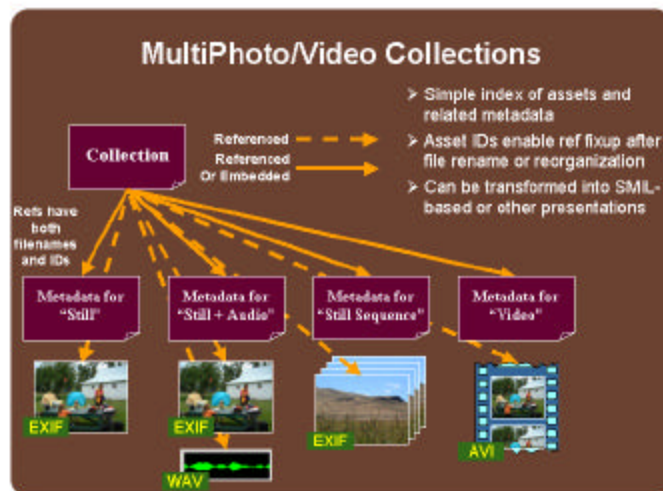 MultiPhoto/Video Collections
➢ Simple index of assets and
related metadata
➢ Asset IDs enable ref fixup after
file rename or reorganization
➢ Can be transformed into SMIL-
based or other presentations
Collection
Referenced
Referenced
Or Embedded
Refs have
both
filenames
and IDs
Metadata for
"Still"
Metadata for
"Still + Audio"
Metadata for
"Still Sequence"
Metadata for
"Video"
EXIF
EXIF
EXIF
AVI
WAV